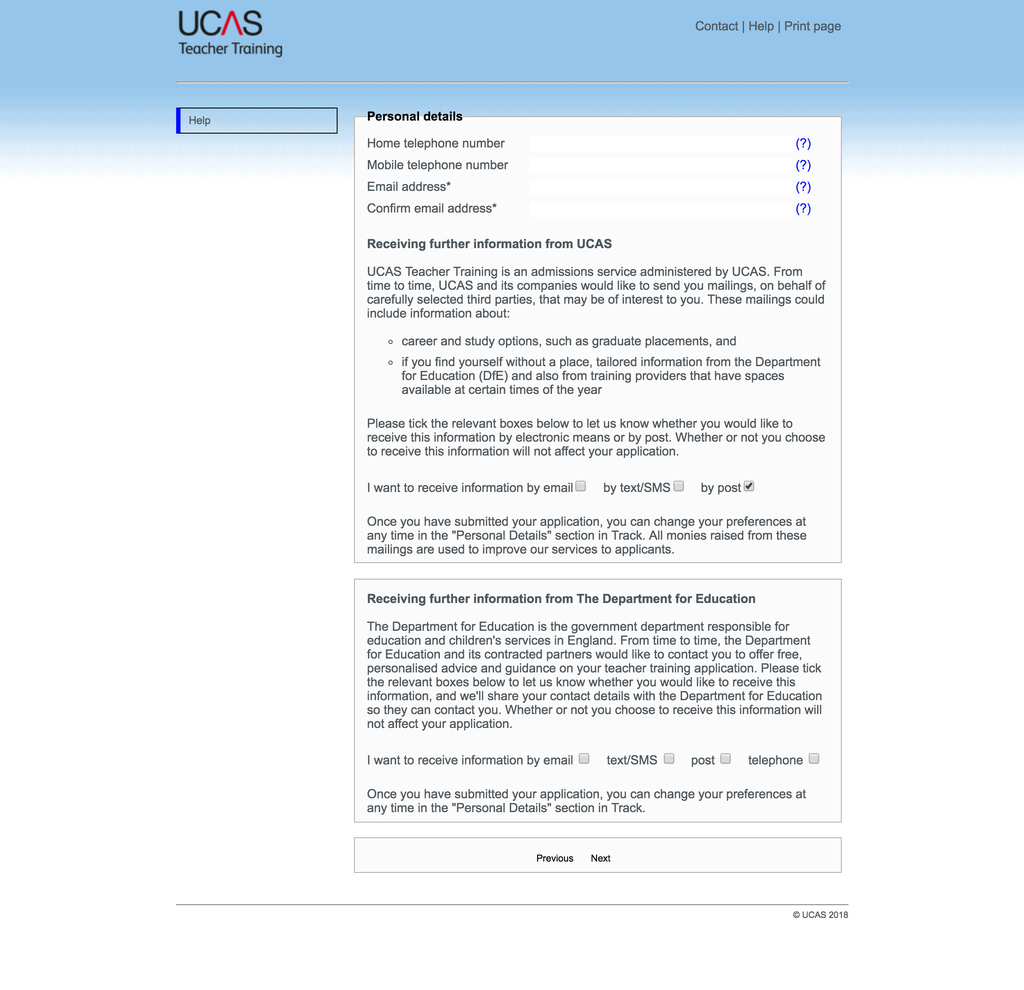 UCAS
Teacher Training
Contact | Help | Print page
Help
Personal details
Home telephone number (?)
Mobile telephone number (?)
Email address* (?)
Confirm email address* (?)
Receiving further information from UCAS
UCAS Teacher Training is an admissions service administered by UCAS. From
time to time, UCAS and its companies would like to send you mailings, on behalf of
carefully selected third parties, that may be of interest to you. These mailings could
include information about:
career and study options, such as graduate placements, and
if you find yourself without a place, tailored information from the Department
for Education (DfE) and also from training providers that have spaces
available at certain times of the year
Please tick the relevant boxes below to let us know whether you would like to
receive this information by electronic means or by post. Whether or not you choose
to receive this information will not affect your application.
I want to receive information by email by text/SMS by post
Once you have submitted your application, you can change your preferences at
any time in the "Personal Details" section in Track. All monies raised from these
mailings are used to improve our services to applicants.
Receiving further information from The Department for Education
The Department for Education is the government department responsible for
education and children's services in England. From time to time, the Department
for Education and its contracted partners would like to contact you to offer free,
personalised advice and guidance on your teacher training application. Please tick
the relevant boxes below to let us know whether you would like to receive this
information, and we'll share your contact details with the Department for Education
so they can contact you. Whether or not you choose to receive this information will
not affect your application.
I want to receive information by email text/SMS post telephone
Once you have submitted your application, you can change your preferences at
any time in the "Personal Details" section in Track.
Previous Next
© UCAS 2018